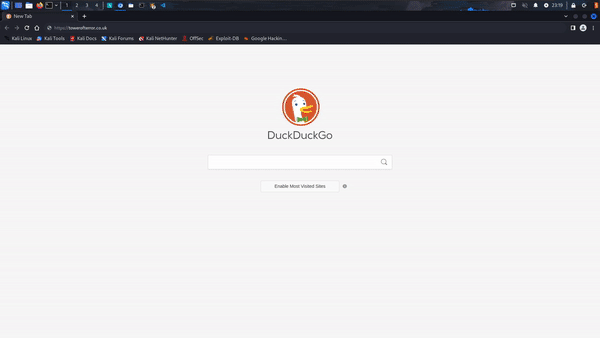 1 2 3 4
23:59
New Tab
https://towerofterror.co.uk
Kali Linux Kali Tools Kali Docs Kali Forums Kali NetHunter OffSec Exploit-DB Google Hackin...
DuckDuckGo
Enable Most Visited Sites